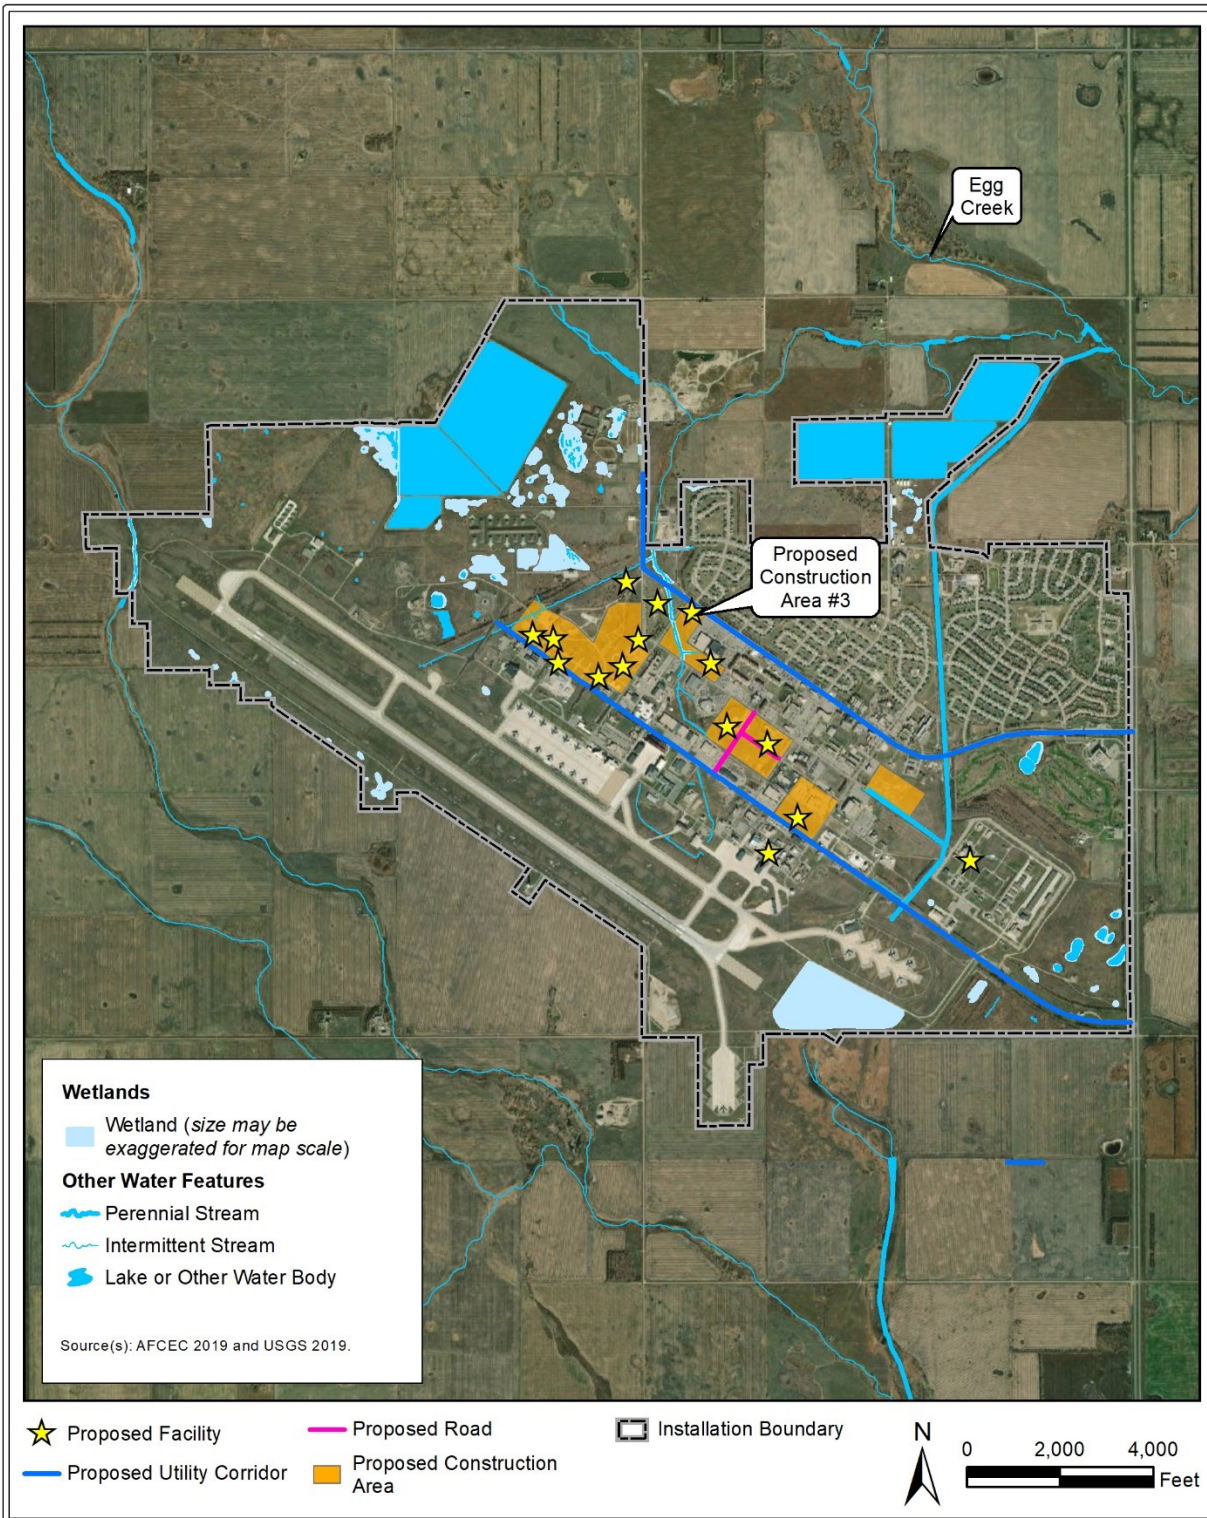 Egg
Creek
Proposed
Construction
Area #3
Wetlands
Wetland (size may be
exaggerated for map scale)
Other Water Features
Perennial Stream
Intermittent Stream
Lake or Other Water Body
Source(s): AFCEC 2019 and USGS 2019.
Proposed Facility
Proposed Road
Installation Boundary
Proposed Utility Corridor
Proposed Construction
Area
N
0 2,000 4,000
Feet